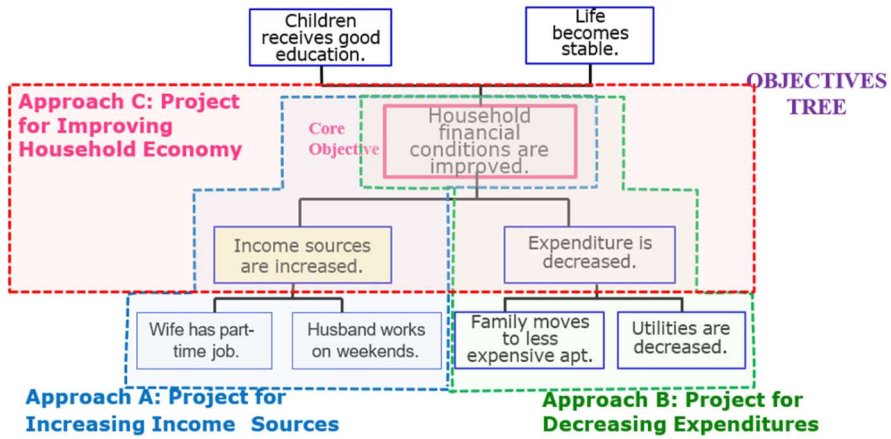 Children
receives good
education.
Life
becomes
stable.
OBJECTIVES
TREE
Approach C: Project
for Improving
Household Economy
Core
Objective
Household
financial
conditions are
improved.
Income sources
are increased.
Expenditure is
decreased.
Wife has part-
time job.
Husband works
on weekends.
Family moves
to less
expensive apt.
Utilities are
decreased.
Approach A: Project for
Increasing Income Sources
Approach B: Project for
Decreasing Expenditures